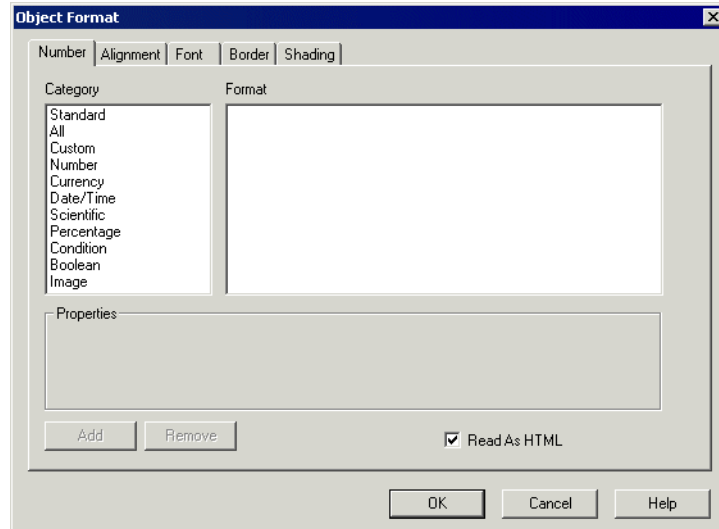 Object Format
Number Alignment Font Border Shading
Category Format
Standard
All
Custom
Number
Currency
Date/Time
Scientific
Percentage
Condition
Boolean
Image
Properties
Add Remove Read As HTML
OK Cancel Help